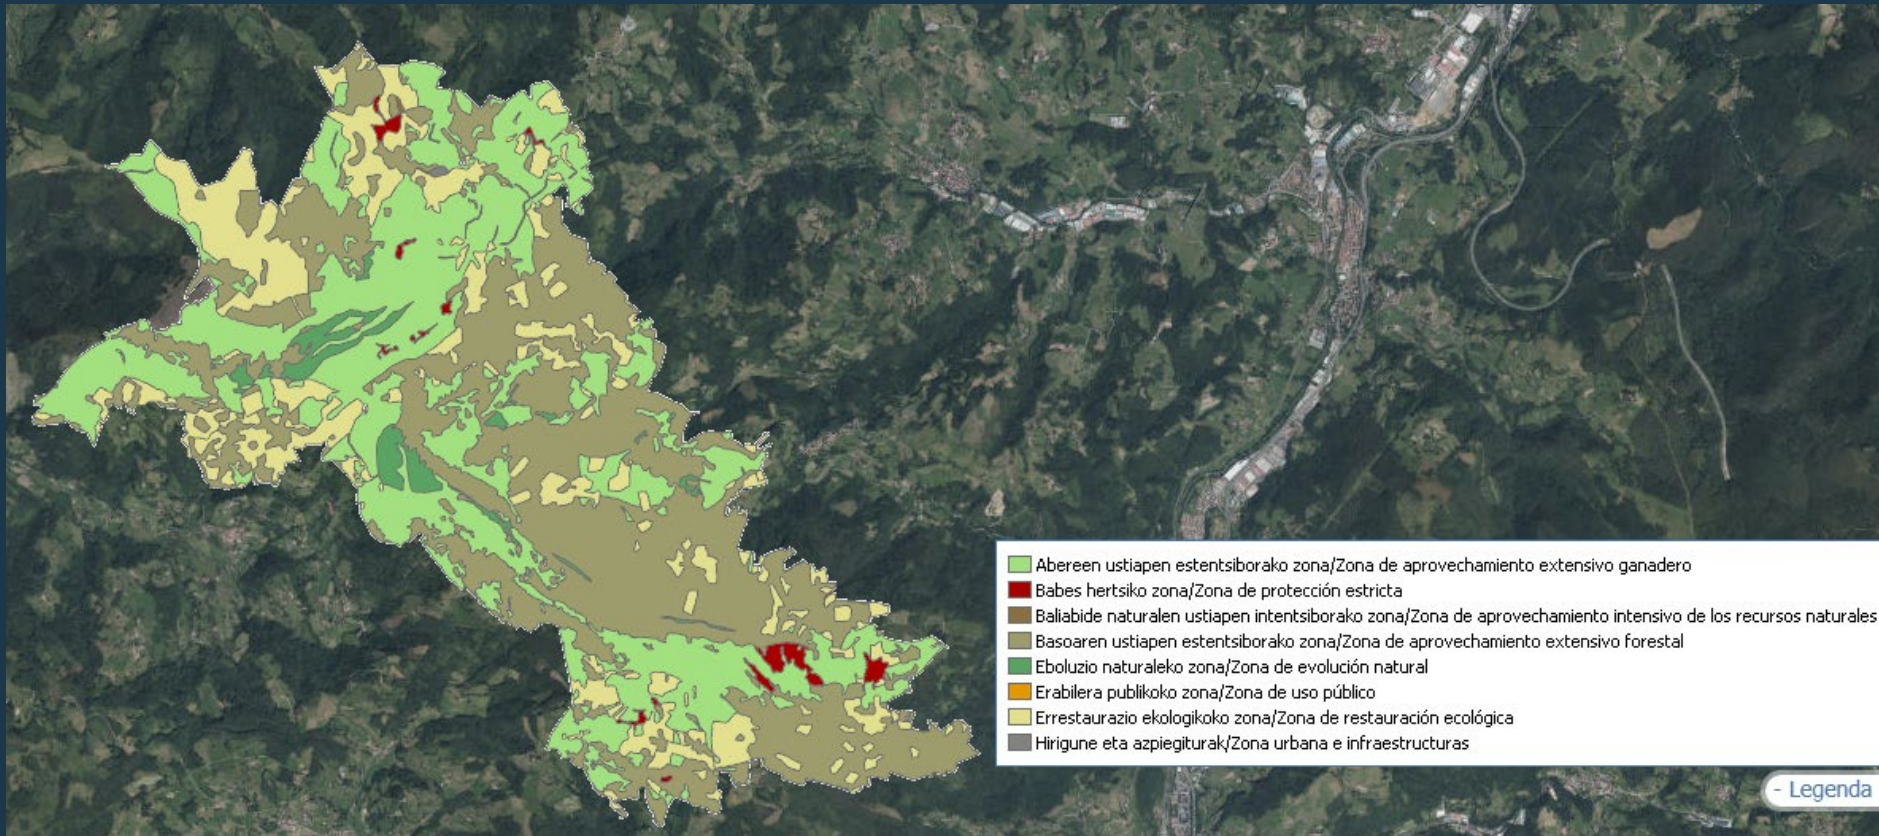 Abereen ustiapen estentsiborako zona/Zona de aprovechamiento extensivo ganadero
Babes hertsiko zona/Zona de protección estricta
Baliabide naturalen ustiapen intentsiborako zona/Zona de aprovechamiento intensivo de los recursos naturales
Basoaren ustiapen estentsiborako zona/Zona de aprovechamiento extensivo forestal
Eboluzio naturaleko zona/Zona de evolución natural
Erabilera publikoko zona/Zona de uso público
Errestaurazio ekologikoko zona/Zona de restauración ecológica
Hirigune eta azpiegiturak/Zona urbana e infraestructuras
- Legenda